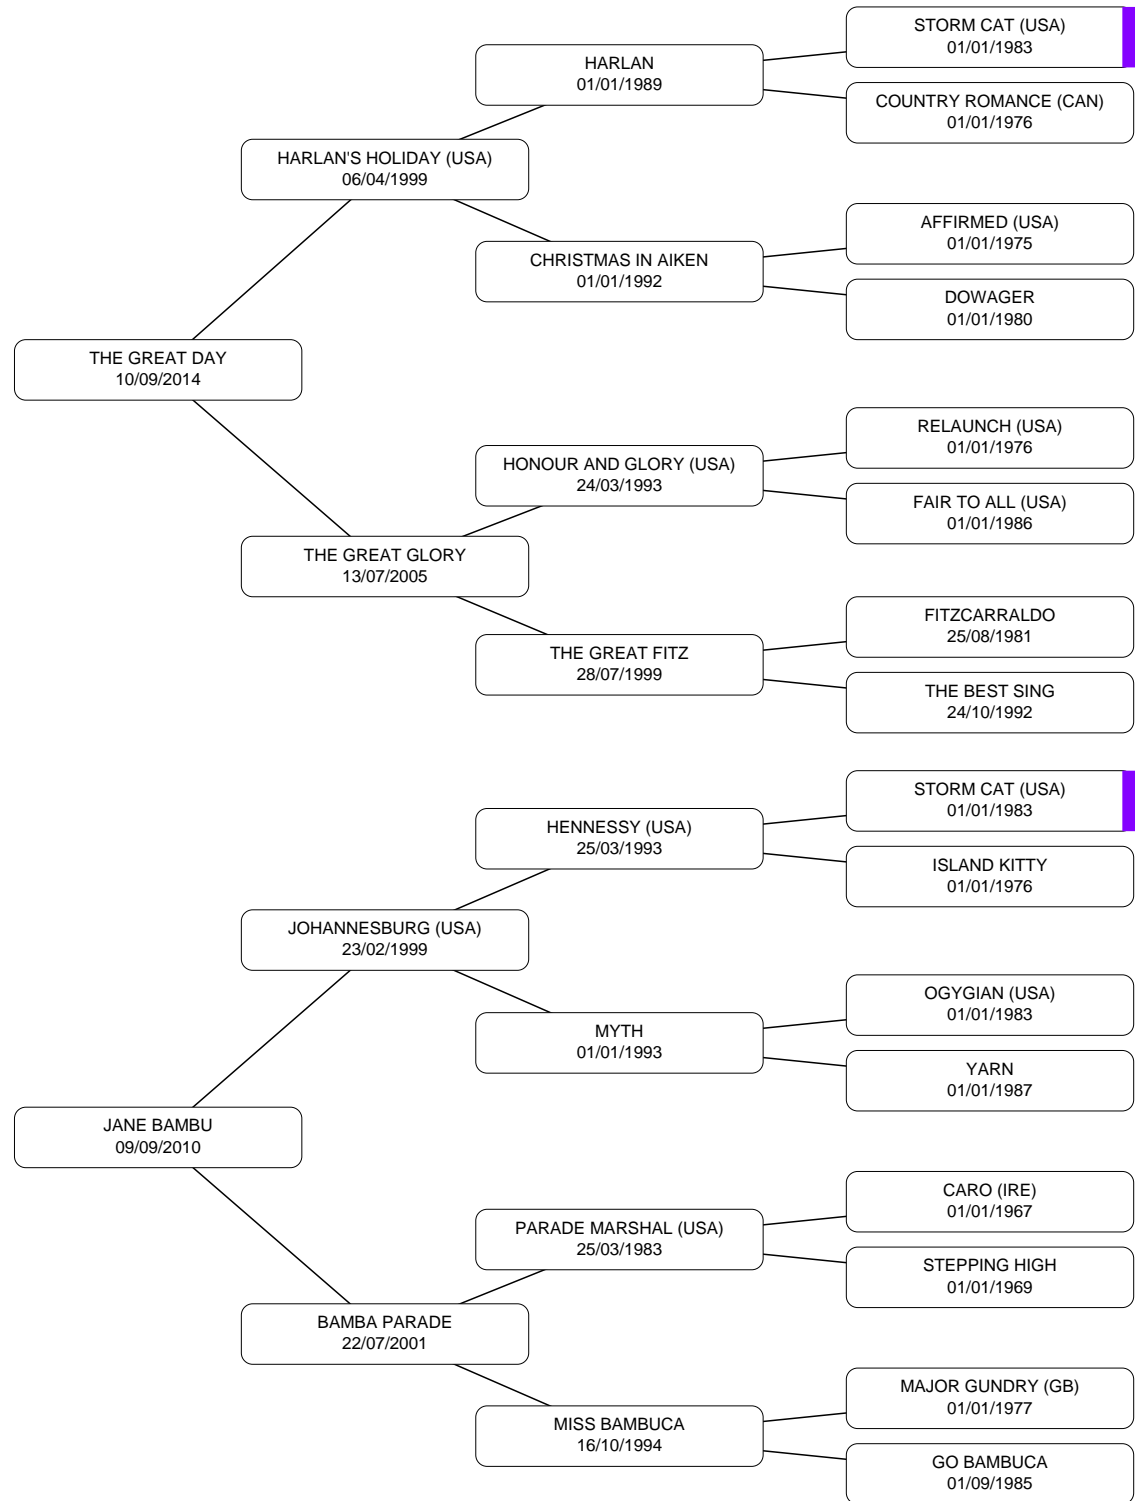 STORM CAT (USA)
01/01/1983
HARLAN
01/01/1989
COUNTRY ROMANCE (CAN)
01/01/1976
HARLAN'S HOLIDAY (USA)
06/04/1999
AFFIRMED (USA)
01/01/1975
CHRISTMAS IN AIKEN
01/01/1992
DOWAGER
01/01/1980
THE GREAT DAY
10/09/2014
RELAUNCH (USA)
01/01/1976
HONOUR AND GLORY (USA)
24/03/1993
FAIR TO ALL (USA)
01/01/1986
THE GREAT GLORY
13/07/2005
FITZCARRALDO
25/08/1981
THE GREAT FITZ
28/07/1999
THE BEST SING
24/10/1992
STORM CAT (USA)
01/01/1983
HENNESSY (USA)
25/03/1993
ISLAND KITTY
01/01/1976
JOHANNESBURG (USA)
23/02/1999
OGYGIAN (USA)
01/01/1983
MYTH
01/01/1993
YARN
01/01/1987
JANE BAMBU
09/09/2010
CARO (IRE)
01/01/1967
PARADE MARSHAL (USA)
25/03/1983
STEPPING HIGH
01/01/1969
BAMBA PARADE
22/07/2001
MAJOR GUNDRY (GB)
01/01/1977
MISS BAMBUCA
16/10/1994
GO BAMBUCA
01/09/1985